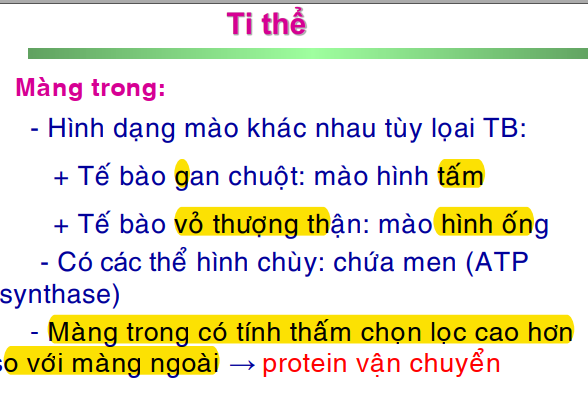 Ti thể
Màng trong:
- Hình dạng mào khác nhau tùy lọai TB:
+ Tế bào gan chuột: mào hình tấm
+ Tế bào vỏ thượng thận: mào hình ống
- Có các thể hình chùy: chứa men (ATP
synthase)
- Màng trong có tính thấm chọn lọc cao hơn
so với màng ngoài → protein vận chuyển